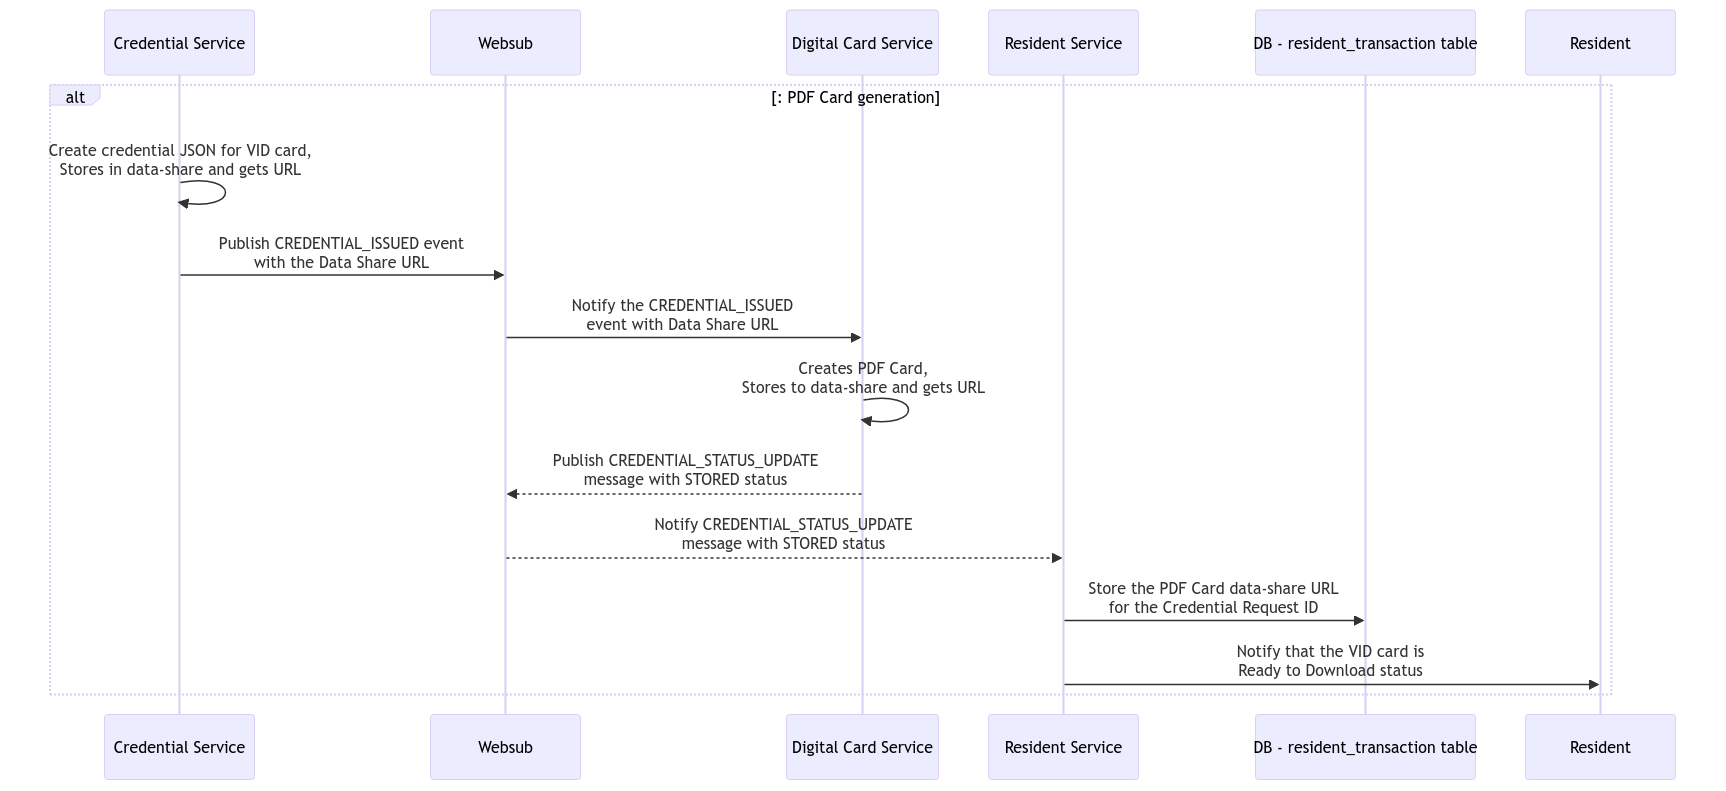 Credential Service
Websub
Digital Card Service
Resident Service
DB - resident_transaction table
Resident
alt
[: PDF Card generation]
Create credential JSON for VID card,
Stores in data-share and gets URL
Publish CREDENTIAL_ISSUED event
with the Data Share URL
Notify the CREDENTIAL_ISSUED
event with Data Share URL
Creates PDF Card,
Stores to data-share and gets URL
Publish CREDENTIAL_STATUS_UPDATE
message with STORED status
Notify CREDENTIAL_STATUS_UPDATE
message with STORED status
Store the PDF Card data-share URL
for the Credential Request ID
Notify that the VID card is
Ready to Download status
Credential Service
Websub
Digital Card Service
Resident Service
DB - resident_transaction table
Resident